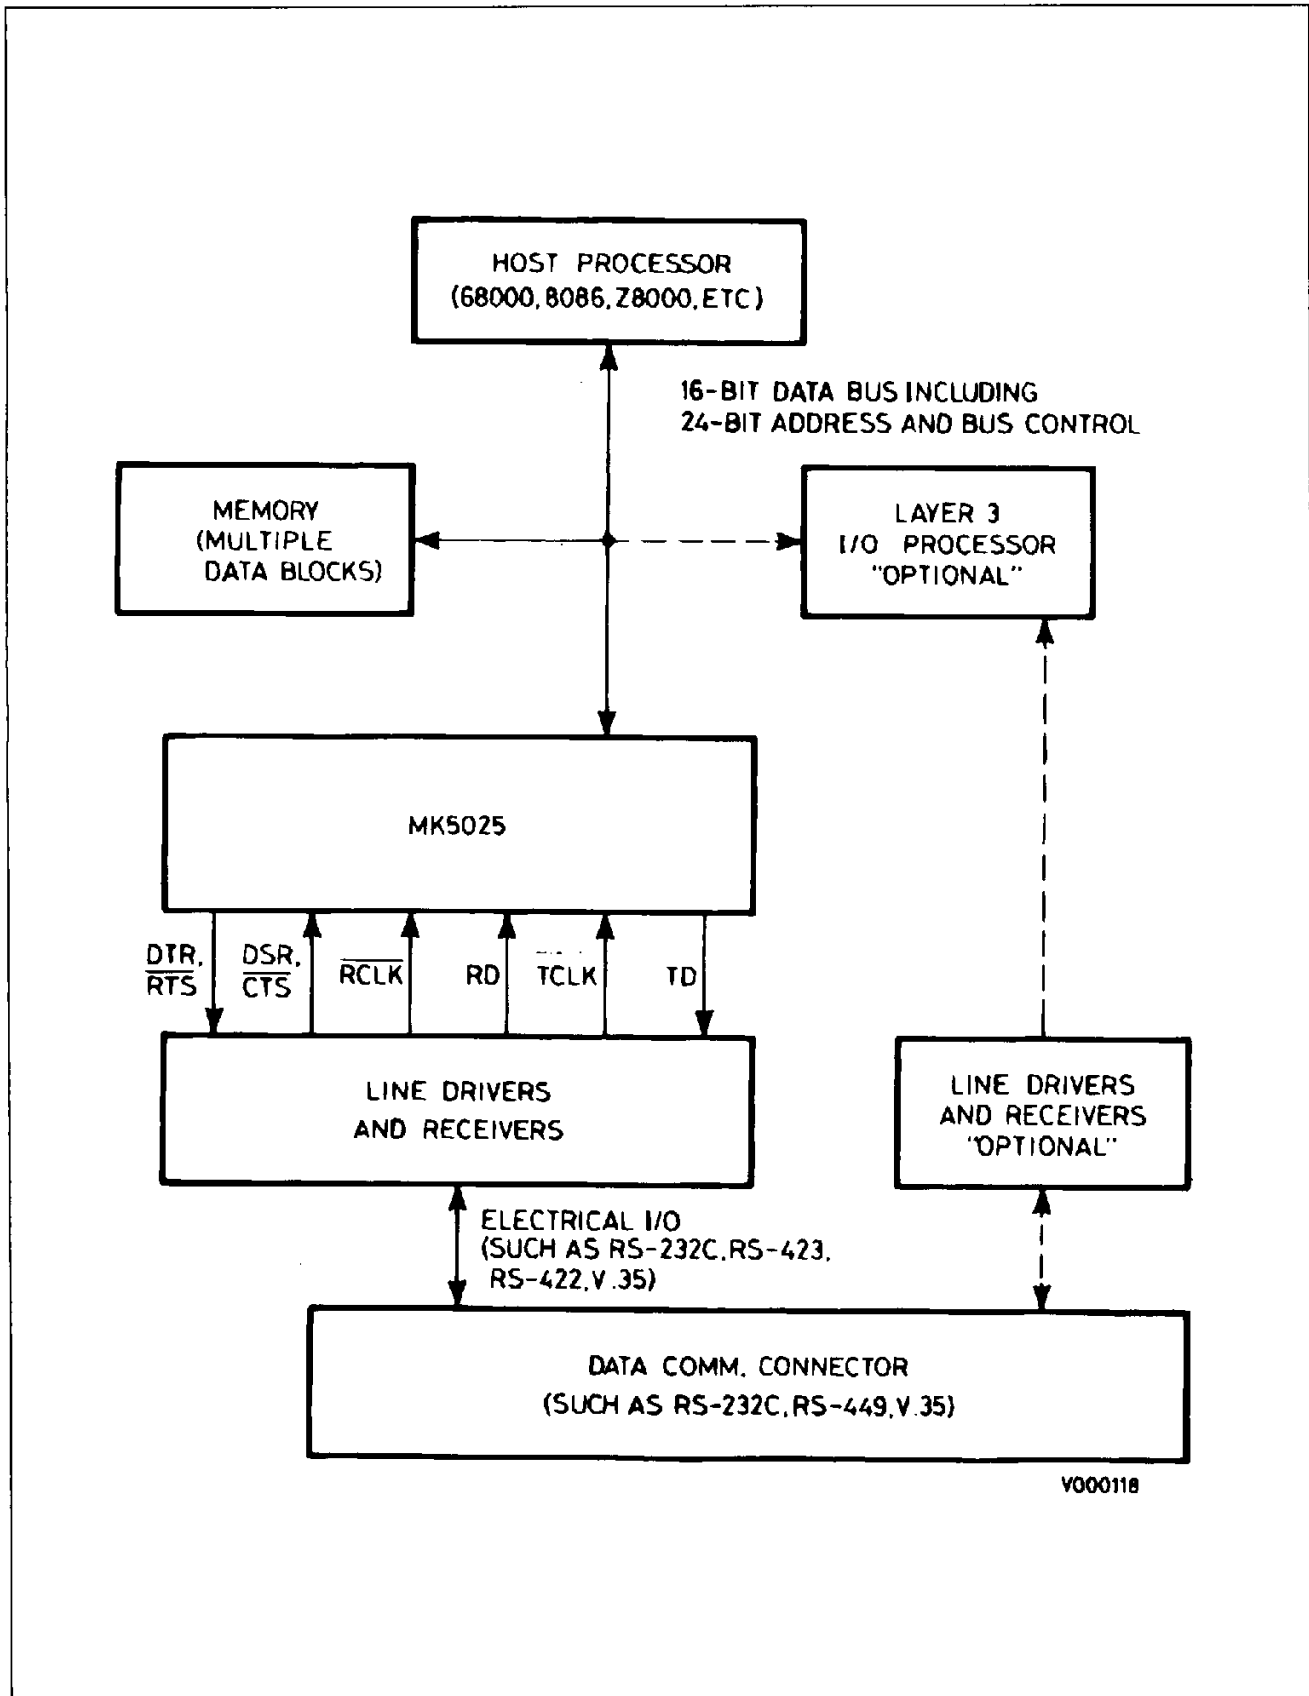 HOST PROCESSOR
(68000, 8086, Z8000, ETC)
16-BIT DATA BUS INCLUDING
24-BIT ADDRESS AND BUS CONTROL
MEMORY
(MULTIPLE
DATA BLOCKS)
LAYER 3
I/O PROCESSOR
"OPTIONAL"
MK5025
DTR,
RTS
DSR,
CTS
RCLK
RD
TCLK
TD
LINE DRIVERS
AND RECEIVERS
LINE DRIVERS
AND RECEIVERS
"OPTIONAL"
ELECTRICAL I/O
(SUCH AS RS-232C, RS-423,
RS-422, V.35)
DATA COMM. CONNECTOR
(SUCH AS RS-232C, RS-449, V.35)
V000118